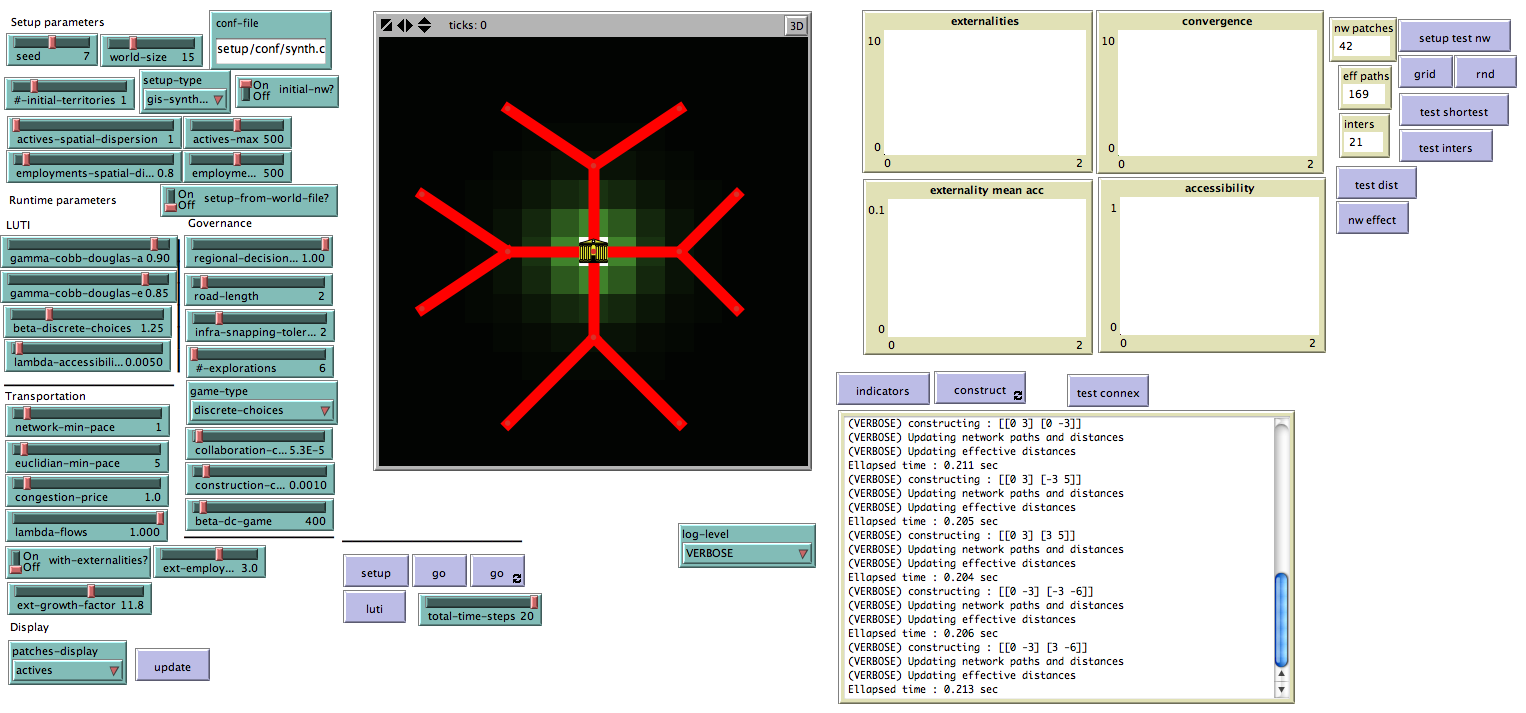 Setup parameters
seed 7
world-size 15
conf-file
setup/conf/synth.c
#-initial-territories 1
setup-type
gis-synth...
On
Off
initial-nw?
actives-spatial-dispersion 1
actives-max 500
employments-spatial-di... 0.8
employme... 500
Runtime parameters
On
Off
setup-from-world-file?
LUTI
Governance
gamma-cobb-douglas-a 0.90
regional-decision... 1.00
gamma-cobb-douglas-e 0.85
road-length 2
beta-discrete-choices 1.25
infra-snapping-toler... 2
lambda-accessibili... 0.0050
#-explorations 6
Transportation
game-type
discrete-choices
network-min-pace 1
collaboration-c... 5.3E-5
euclidian-min-pace 5
construction-c... 0.0010
congestion-price 1.0
beta-dc-game 400
lambda-flows 1.000
On
Off
with-externalities?
ext-employ... 3.0
ext-growth-factor 11.8
Display
patches-display
actives
update
ticks: 0
3D
setup
go
go
luti
total-time-steps 20
log-level
VERBOSE
externalities
10
0
0
2
convergence
10
0
0
2
externality mean acc
0.1
0
0
2
accessibility
1
0
0
2
nw patches
42
setup test nw
eff paths
169
grid
rnd
inters
21
test shortest
test inters
test dist
nw effect
indicators
construct
test connex
(VERBOSE) constructing : [[0 3] [0 -3]]
(VERBOSE) Updating network paths and distances
(VERBOSE) Updating effective distances
Ellapsed time : 0.211 sec
(VERBOSE) constructing : [[0 3] [-3 5]]
(VERBOSE) Updating network paths and distances
(VERBOSE) Updating effective distances
Ellapsed time : 0.205 sec
(VERBOSE) constructing : [[0 3] [3 5]]
(VERBOSE) Updating network paths and distances
(VERBOSE) Updating effective distances
Ellapsed time : 0.204 sec
(VERBOSE) constructing : [[0 -3] [-3 -6]]
(VERBOSE) Updating network paths and distances
(VERBOSE) Updating effective distances
Ellapsed time : 0.206 sec
(VERBOSE) constructing : [[0 -3] [3 -6]]
(VERBOSE) Updating network paths and distances
(VERBOSE) Updating effective distances
Ellapsed time : 0.213 sec